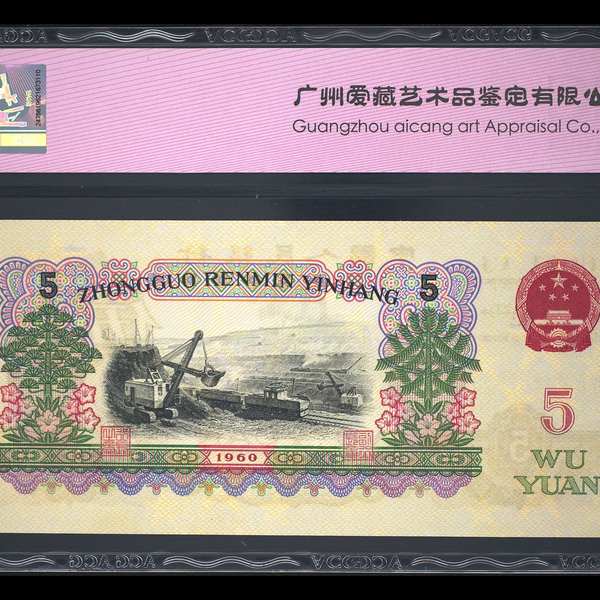 广州爱藏艺术品鉴定有限公
Guangzhou aicang art Appraisal Co.,
5 ZHONGGUO RENMIN YINHANG 5
1960
5
WU
YUAN